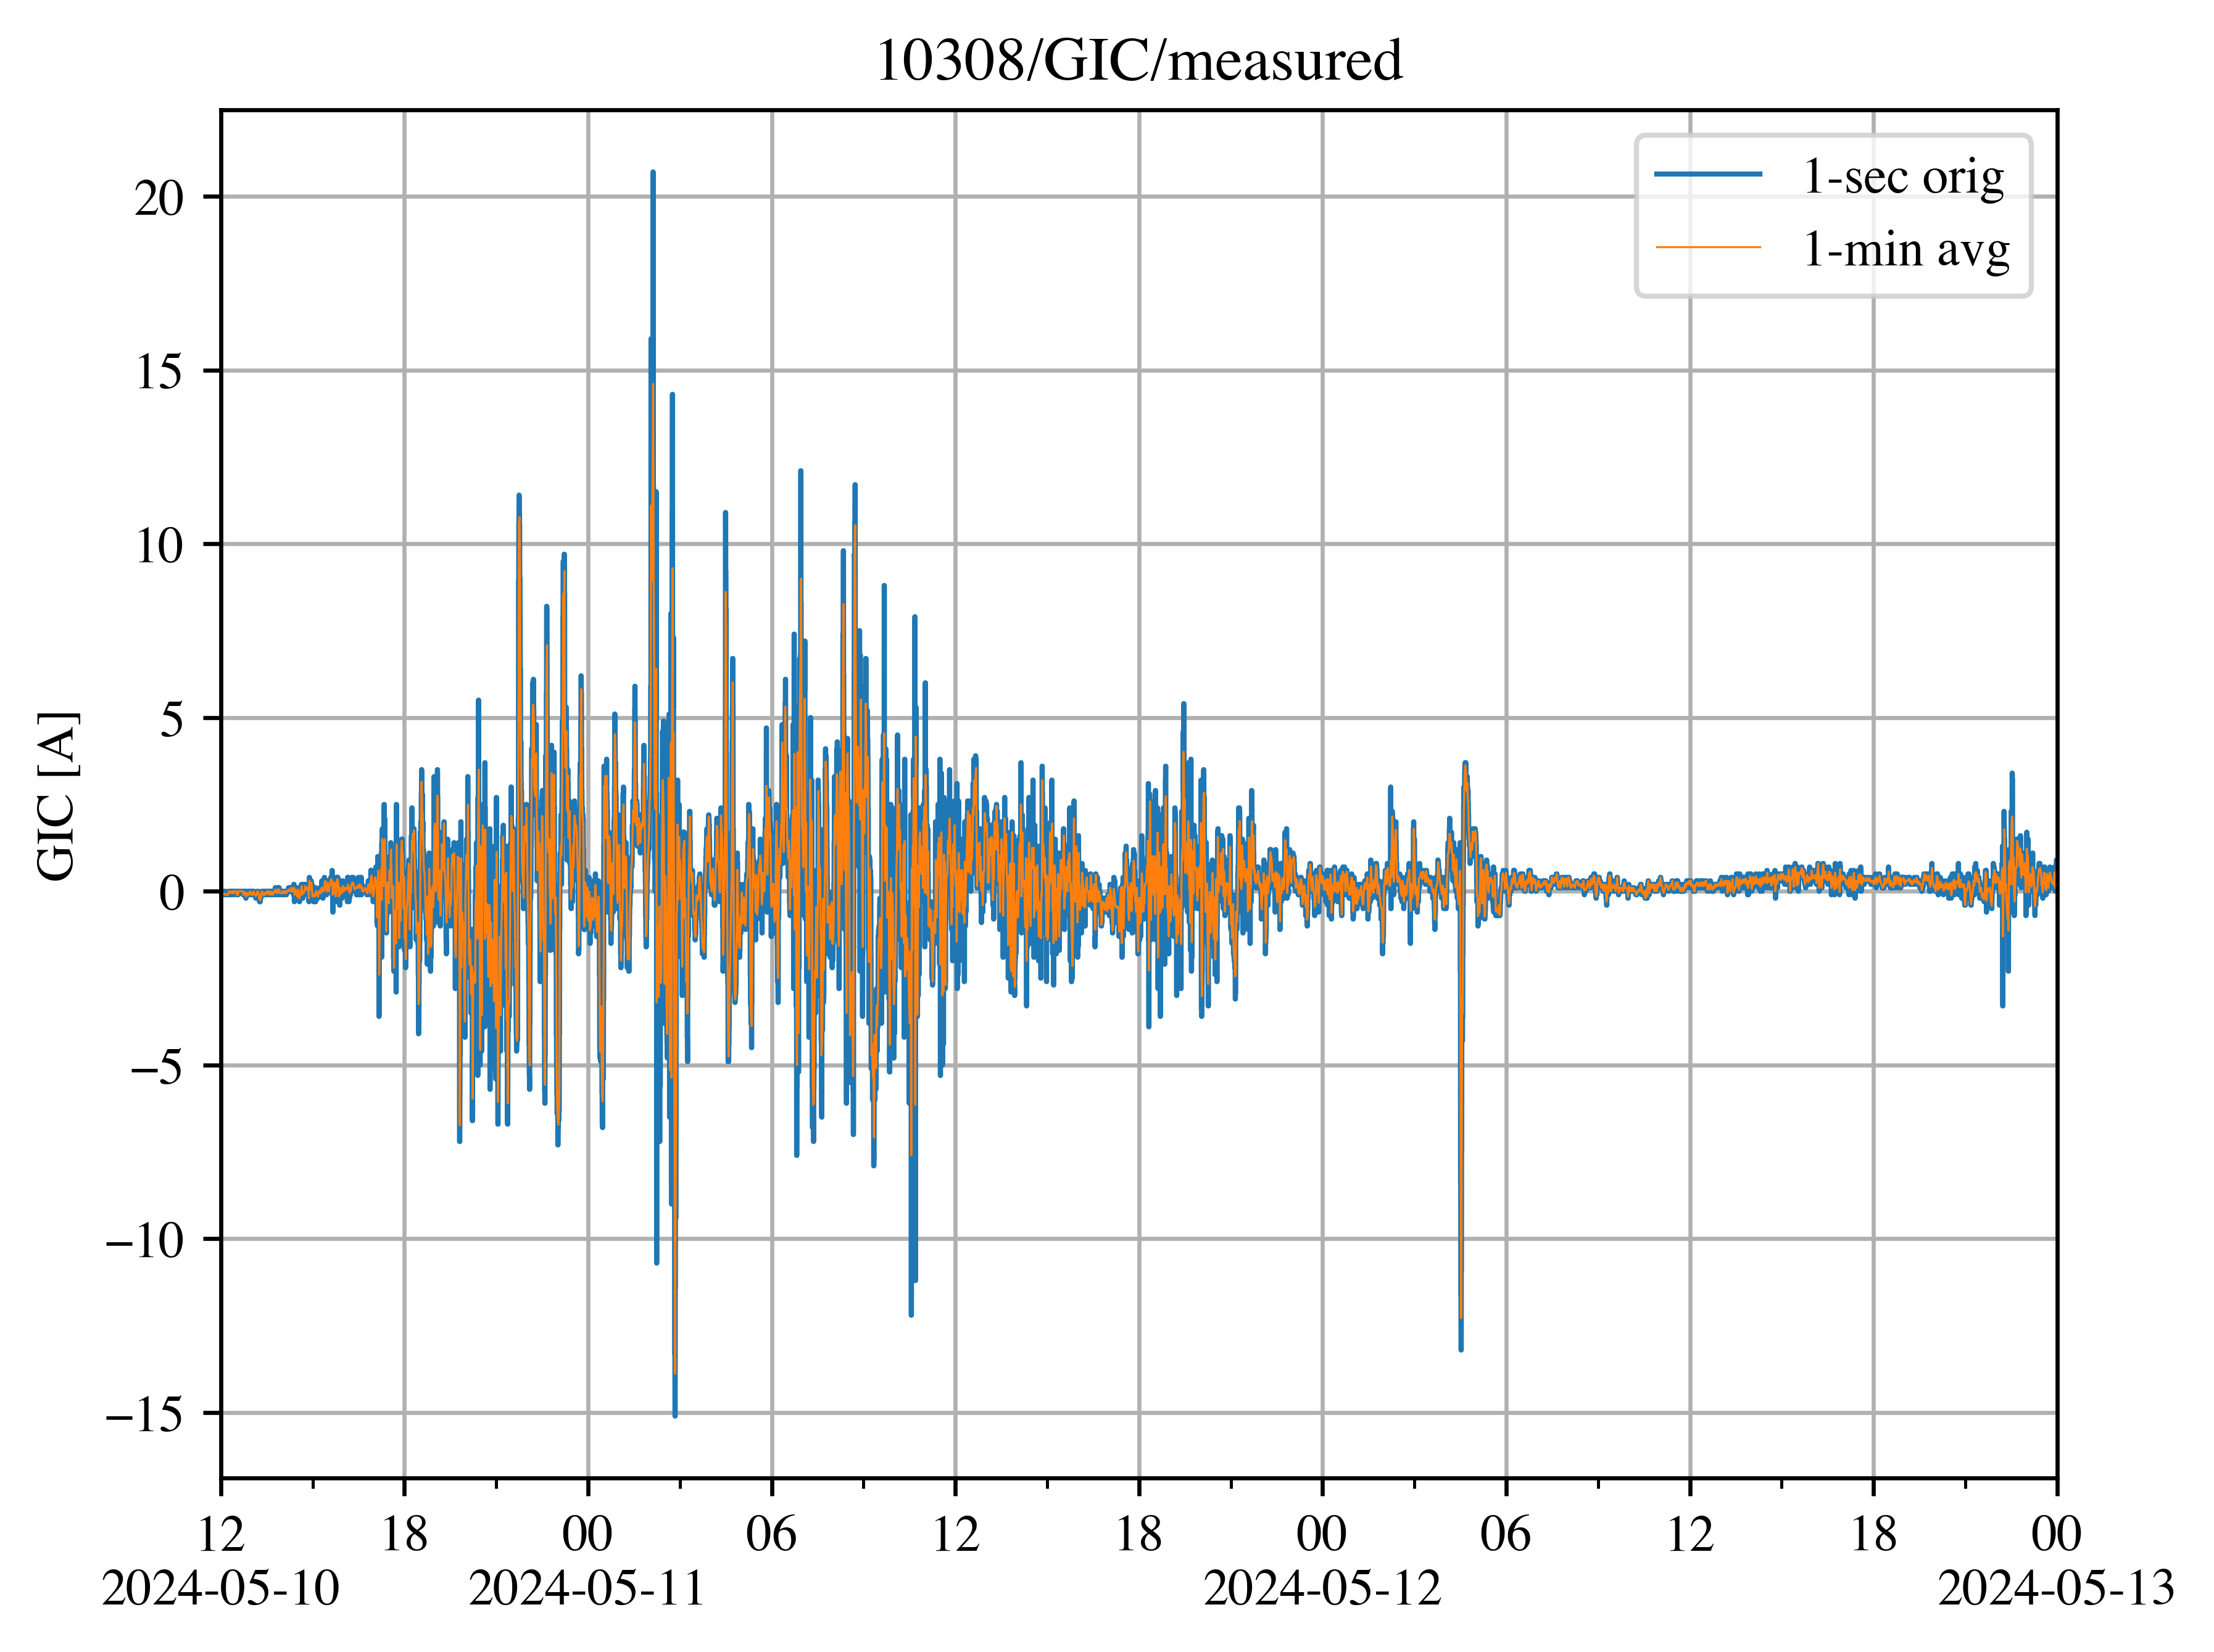 10308/GIC/measured
1-sec orig
1-min avg
GIC [A]
20
15
10
5
0
−5
−10
−15
12 18 00 06 12 18 00 06 12 18 00
2024-05-10 2024-05-11 2024-05-12 2024-05-13